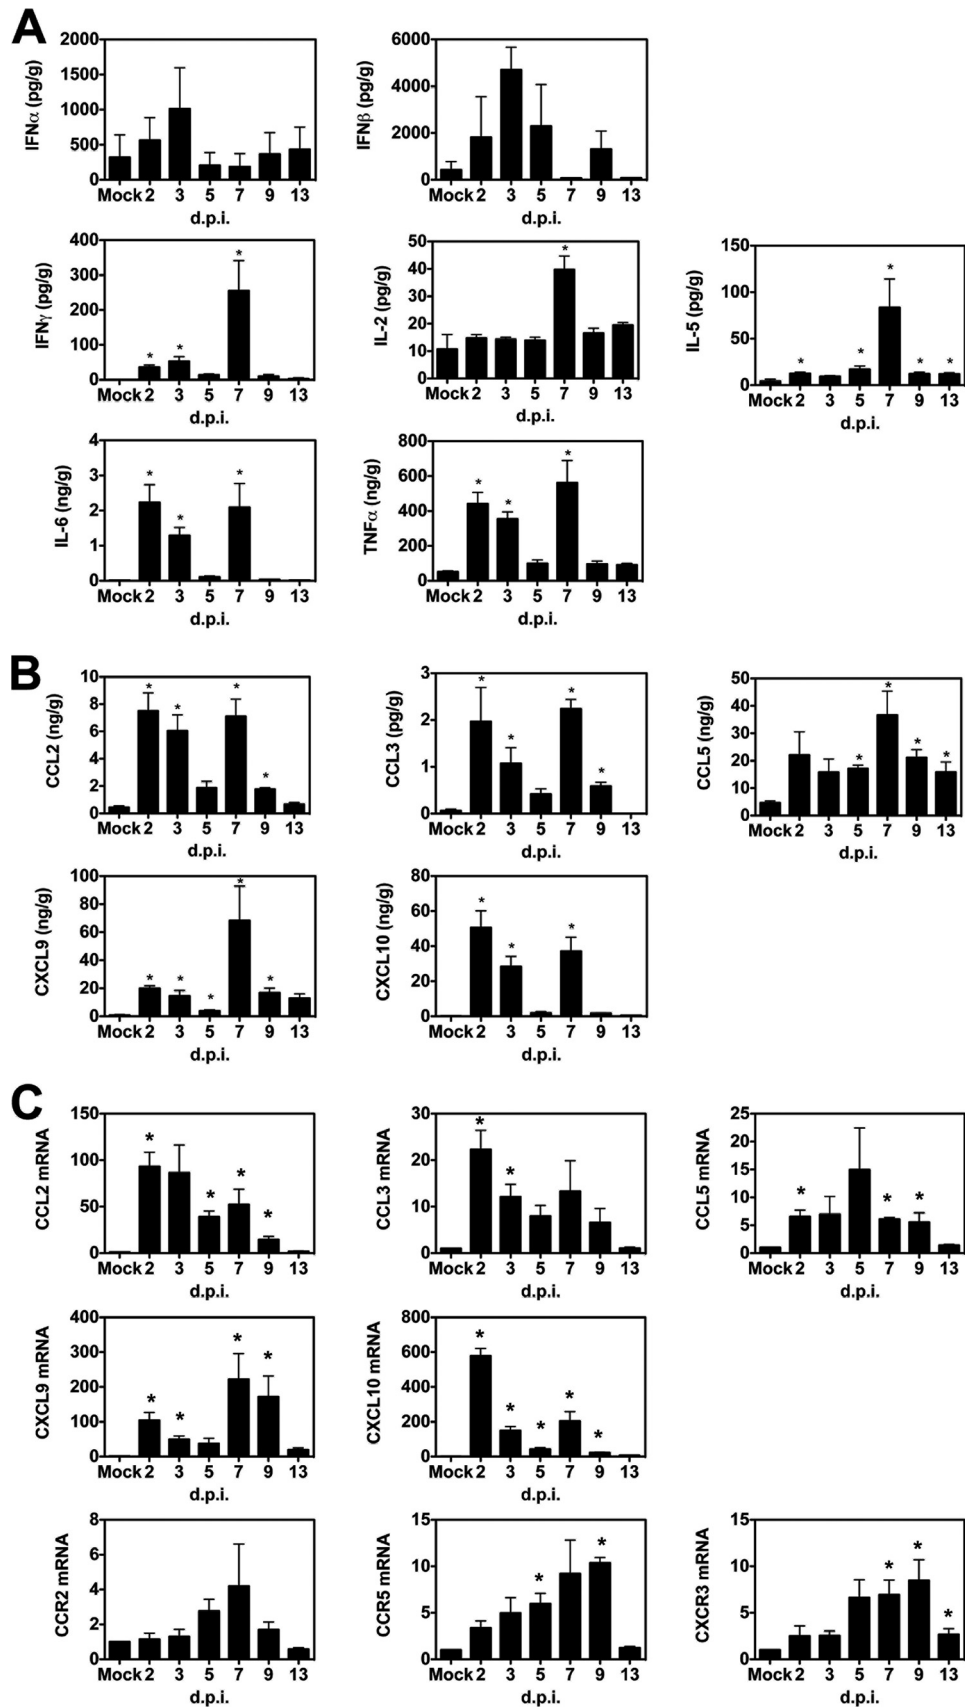 A
IFNα (pg/g)
2000
1500
1000
500
0
Mock 2 3 5 7 9 13
d.p.i.
IFNβ (pg/g)
6000
4000
2000
0
Mock 2 3 5 7 9 13
d.p.i.
IFNγ (pg/g)
400
300
200
100
0
* * *
Mock 2 3 5 7 9 13
d.p.i.
IL-2 (pg/g)
50
40
30
20
10
0
*
Mock 2 3 5 7 9 13
d.p.i.
IL-5 (pg/g)
150
100
50
0
* * * * *
Mock 2 3 5 7 9 13
d.p.i.
IL-6 (ng/g)
4
3
2
1
0
* * *
Mock 2 3 5 7 9 13
d.p.i.
TNFα (ng/g)
800
600
400
200
0
* * *
Mock 2 3 5 7 9 13
d.p.i.
B
CCL2 (ng/g)
10
8
6
4
2
0
* * * *
Mock 2 3 5 7 9 13
d.p.i.
CCL3 (pg/g)
3
2
1
0
* * * *
Mock 2 3 5 7 9 13
d.p.i.
CCL5 (ng/g)
50
40
30
20
10
0
* * * *
Mock 2 3 5 7 9 13
d.p.i.
CXCL9 (ng/g)
100
80
60
40
20
0
* * * * *
Mock 2 3 5 7 9 13
d.p.i.
CXCL10 (ng/g)
80
60
40
20
0
* * *
Mock 2 3 5 7 9 13
d.p.i.
C
CCL2 mRNA
150
100
50
0
* * * *
Mock 2 3 5 7 9 13
d.p.i.
CCL3 mRNA
30
20
10
0
* *
Mock 2 3 5 7 9 13
d.p.i.
CCL5 mRNA
25
20
15
10
5
0
* * *
Mock 2 3 5 7 9 13
d.p.i.
CXCL9 mRNA
400
300
200
100
0
* * * *
Mock 2 3 5 7 9 13
d.p.i.
CXCL10 mRNA
800
600
400
200
0
* * * * *
Mock 2 3 5 7 9 13
d.p.i.
CCR2 mRNA
8
6
4
2
0
Mock 2 3 5 7 9 13
d.p.i.
CCR5 mRNA
15
10
5
0
* *
Mock 2 3 5 7 9 13
d.p.i.
CXCR3 mRNA
15
10
5
0
* * *
Mock 2 3 5 7 9 13
d.p.i.